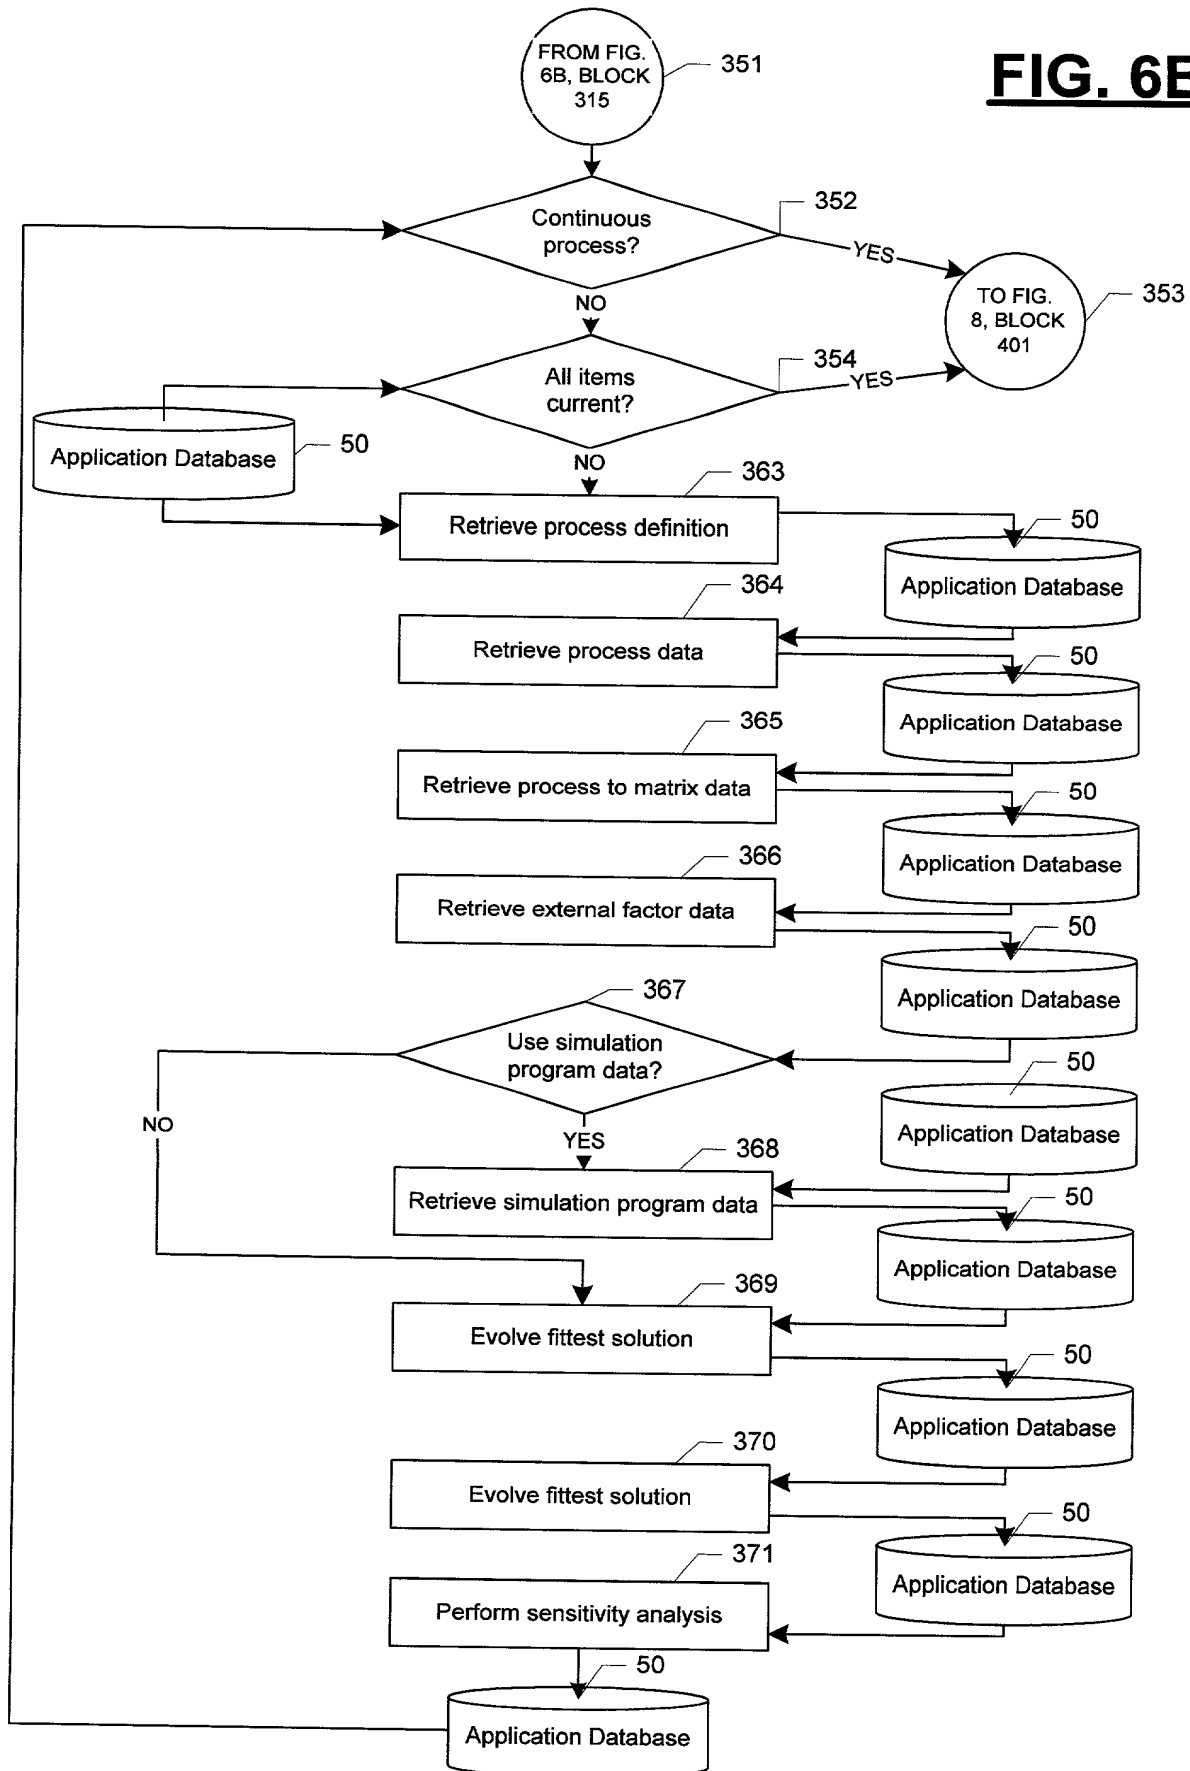 FROM FIG.
6B, BLOCK
315
351
FIG. 6E
Continuous
process?
352
YES
TO FIG.
8, BLOCK
401
353
NO
All items
current?
354
YES
Application Database
50
NO
363
Retrieve process definition
50
Application Database
364
Retrieve process data
50
Application Database
365
Retrieve process to matrix data
50
Application Database
366
Retrieve external factor data
50
Application Database
367
Use simulation
program data?
50
Application Database
NO
YES
368
Retrieve simulation program data
50
Application Database
369
Evolve fittest solution
50
Application Database
370
Evolve fittest solution
50
Application Database
371
Perform sensitivity analysis
50
Application Database